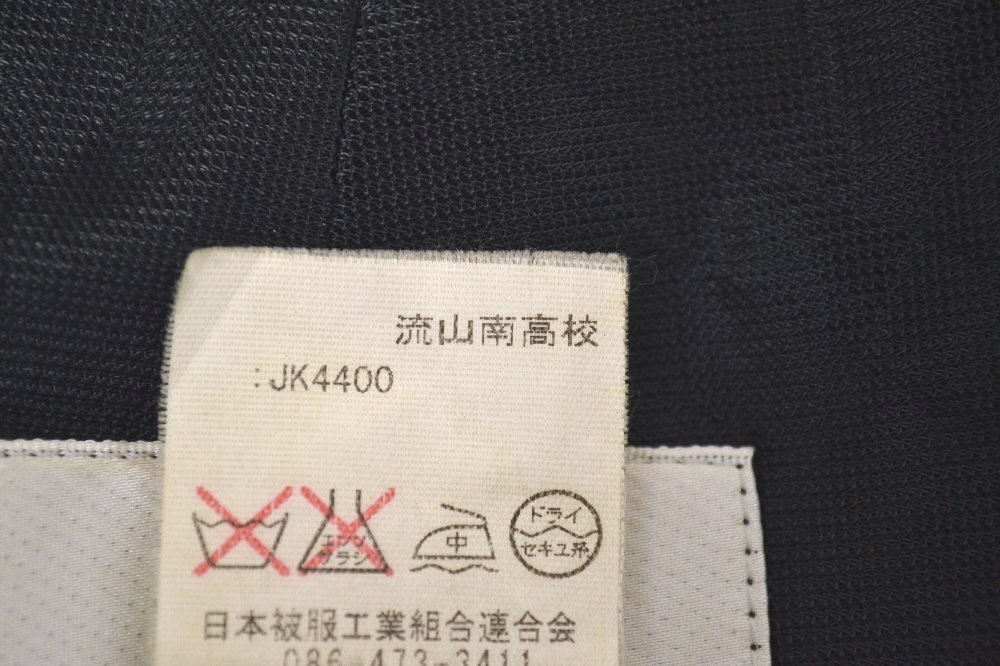 流山南高校
:JK4400
エンソ
サラシ
中
ドライ
セキユ系
日本被服工業組合連合会
086-473-3411